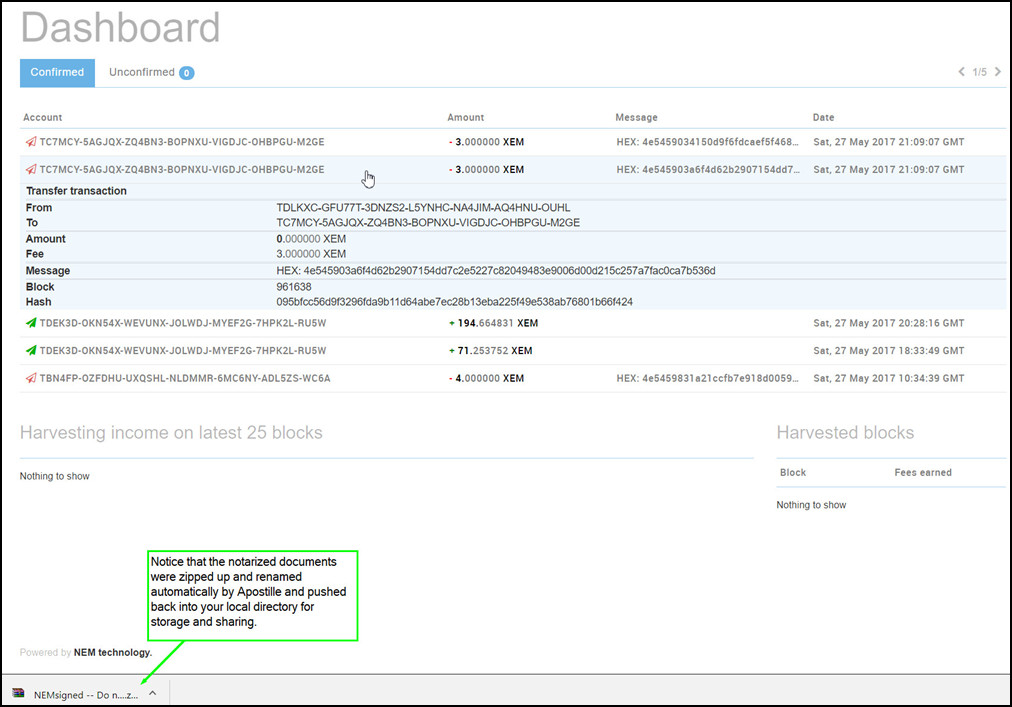 Dashboard
Confirmed Unconfirmed 0 1/5
Account Amount Message Date
TC7MCY-5AGJQX-ZQ4BN3-BOPNXU-VIGDJC-OHBPGU-M2GE - 3.000000 XEM HEX: 4e5459034150d9f6fdcaef5f468... Sat, 27 May 2017 21:09:07 GMT
TC7MCY-5AGJQX-ZQ4BN3-BOPNXU-VIGDJC-OHBPGU-M2GE - 3.000000 XEM HEX: 4e545903a6f4d62b2907154dd7... Sat, 27 May 2017 21:09:07 GMT
Transfer transaction
From TDLKXC-GFU77T-3DNZS2-L5YNHC-NA4JIM-AQ4HNU-OUHL
To TC7MCY-5AGJQX-ZQ4BN3-BOPNXU-VIGDJC-OHBPGU-M2GE
Amount 0.000000 XEM
Fee 3.000000 XEM
Message HEX: 4e545903a6f4d62b2907154dd7c2e5227c82049483e9006d00d215c257a7fac0ca7b536d
Block 961638
Hash 095bfcc56d9f3296fda9b11d64abe7ec28b13eba225f49e538ab76801b66f424
TDEK3D-OKN54X-WEVUNX-JOLWDJ-MYEF2G-7HPK2L-RU5W + 194.664831 XEM Sat, 27 May 2017 20:28:16 GMT
TDEK3D-OKN54X-WEVUNX-JOLWDJ-MYEF2G-7HPK2L-RU5W + 71.253752 XEM Sat, 27 May 2017 18:33:49 GMT
TBN4FP-OZFDHU-UXQSHL-NLDMMR-6MC6NY-ADL5ZS-WC6A - 4.000000 XEM HEX: 4e5459831a21ccfb7e918d0059... Sat, 27 May 2017 10:34:39 GMT
Harvesting income on latest 25 blocks Harvested blocks
Block Fees earned
Nothing to show
Nothing to show
Notice that the notarized documents
were zipped up and renamed
automatically by Apostille and pushed
back into your local directory for
storage and sharing.
Powered by NEM technology.
NEMsigned -- Do n....z...